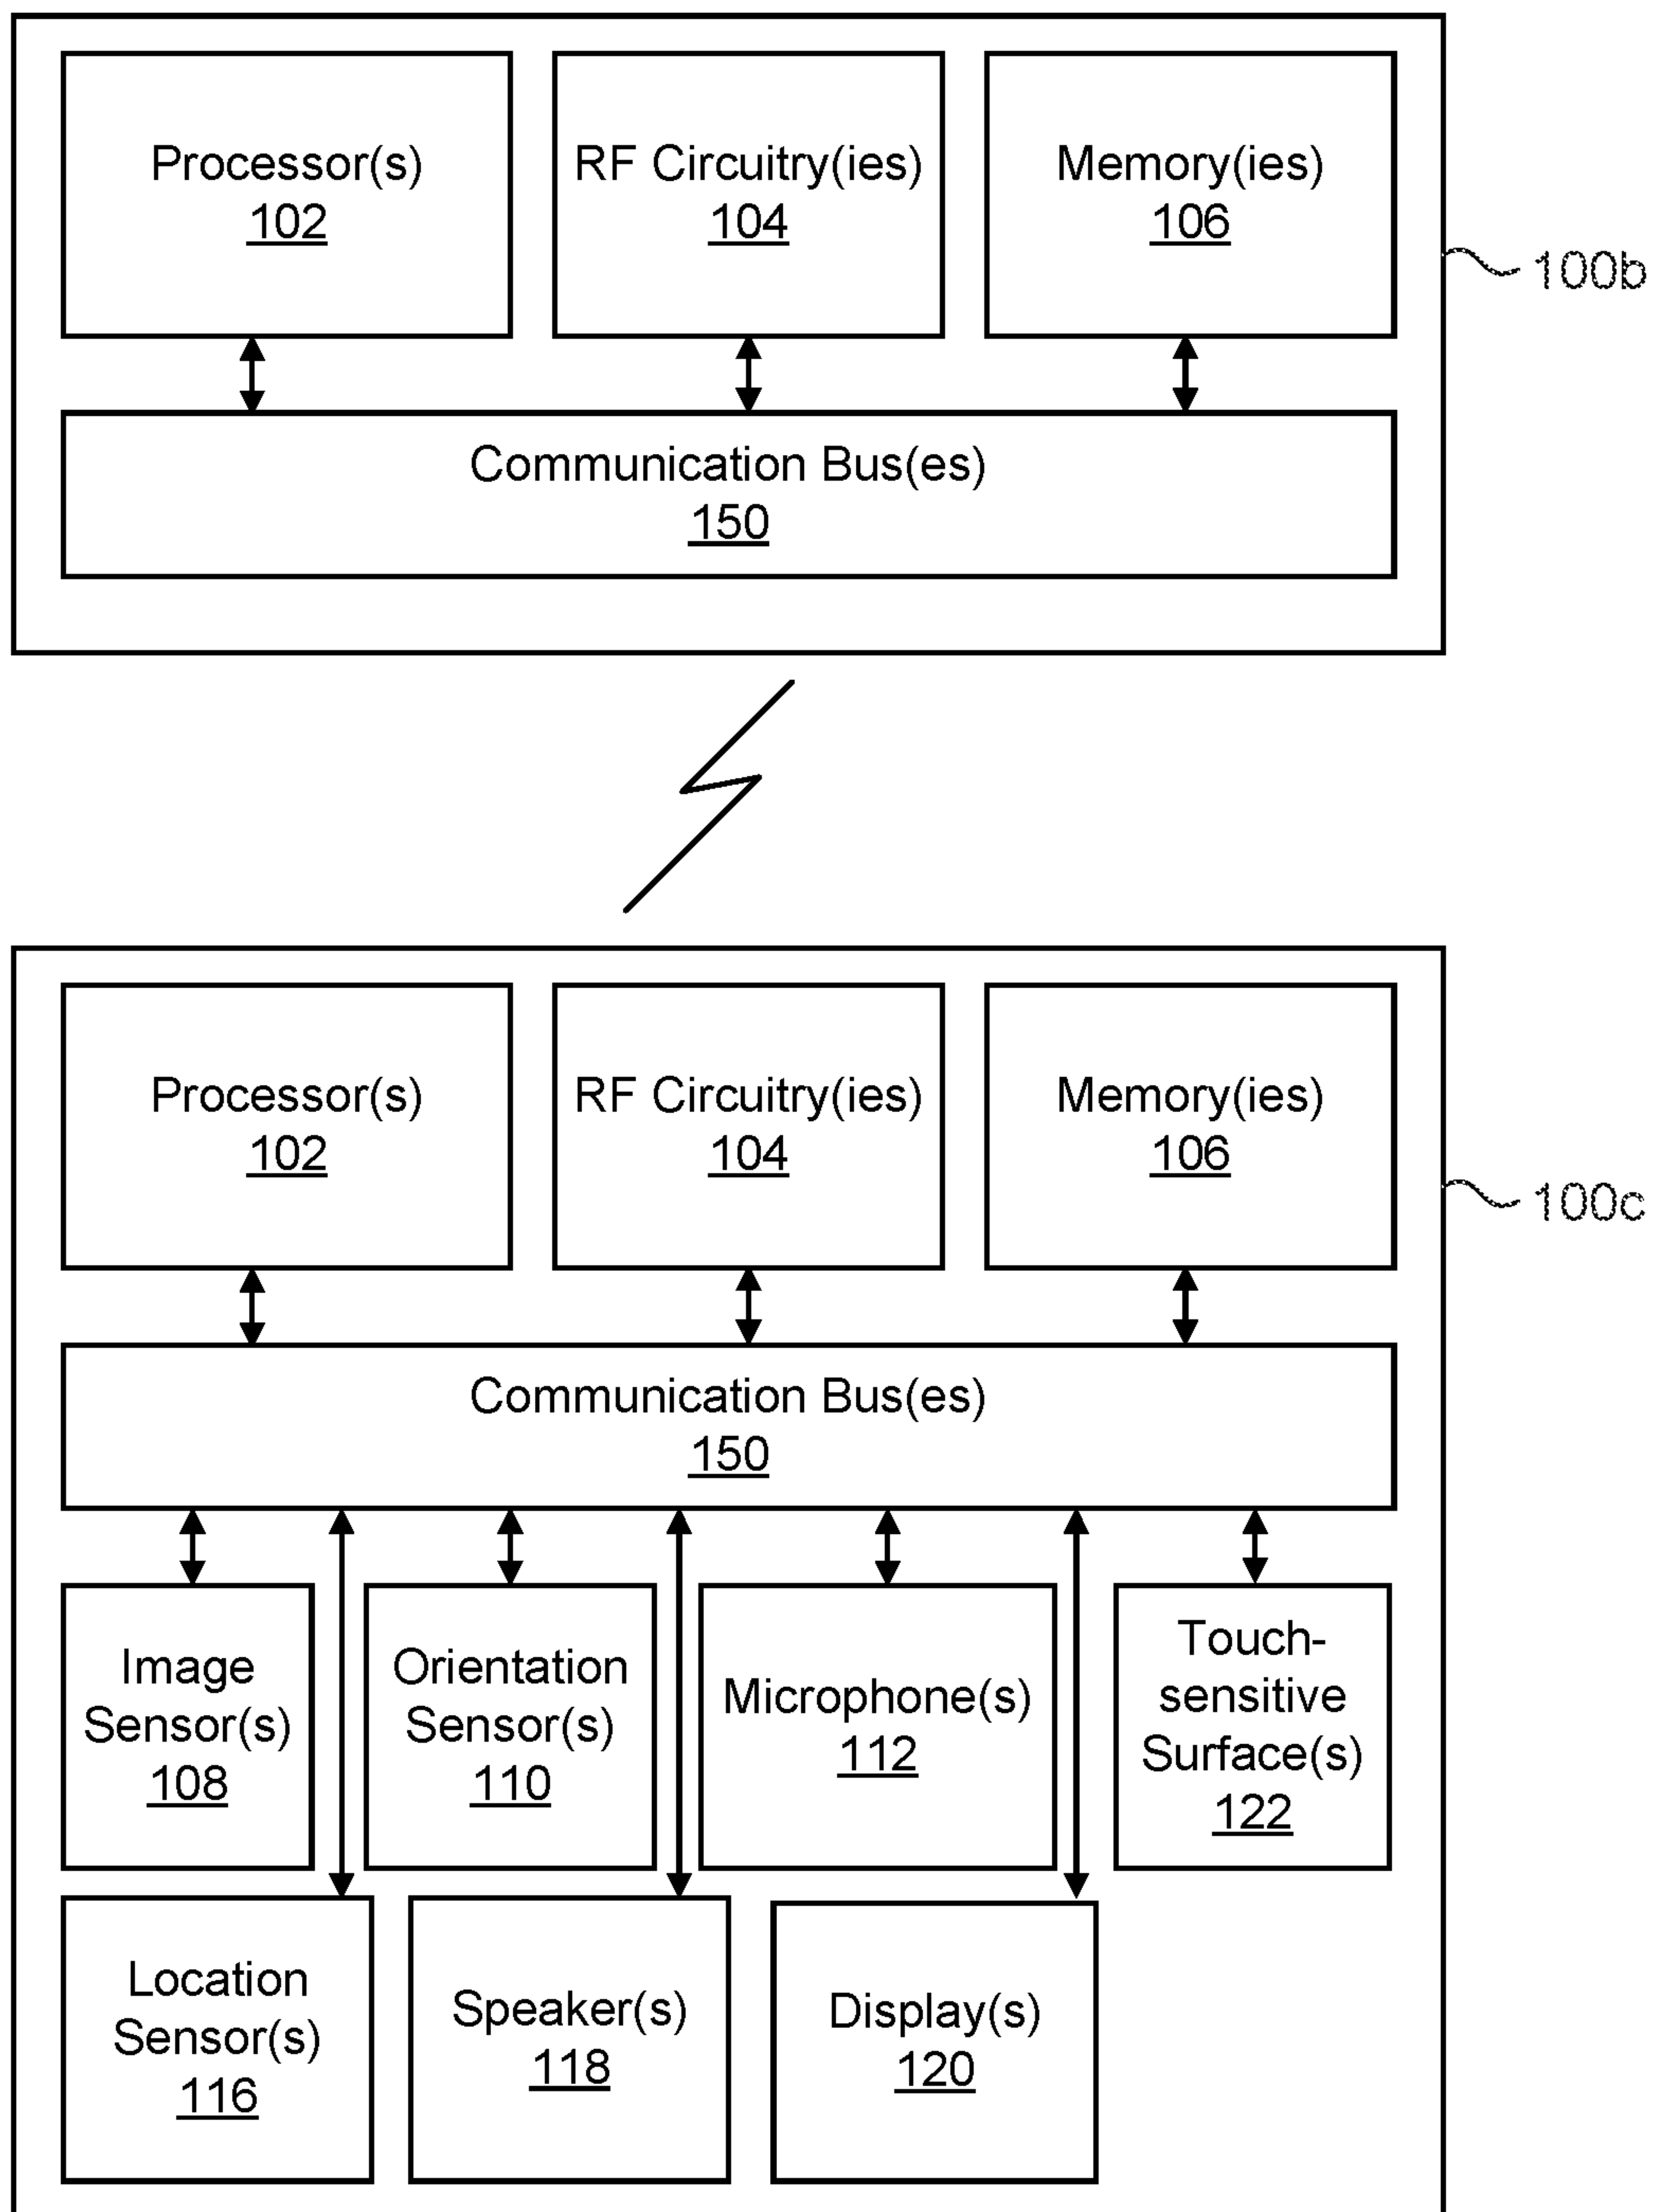 Processor(s)
102
RF Circuitry(ies)
104
Memory(ies)
106
100b
Communication Bus(es)
150
Processor(s)
102
RF Circuitry(ies)
104
Memory(ies)
106
100c
Communication Bus(es)
150
Image
Sensor(s)
108
Orientation
Sensor(s)
110
Microphone(s)
112
Touch-
sensitive
Surface(s)
122
Location
Sensor(s)
116
Speaker(s)
118
Display(s)
120